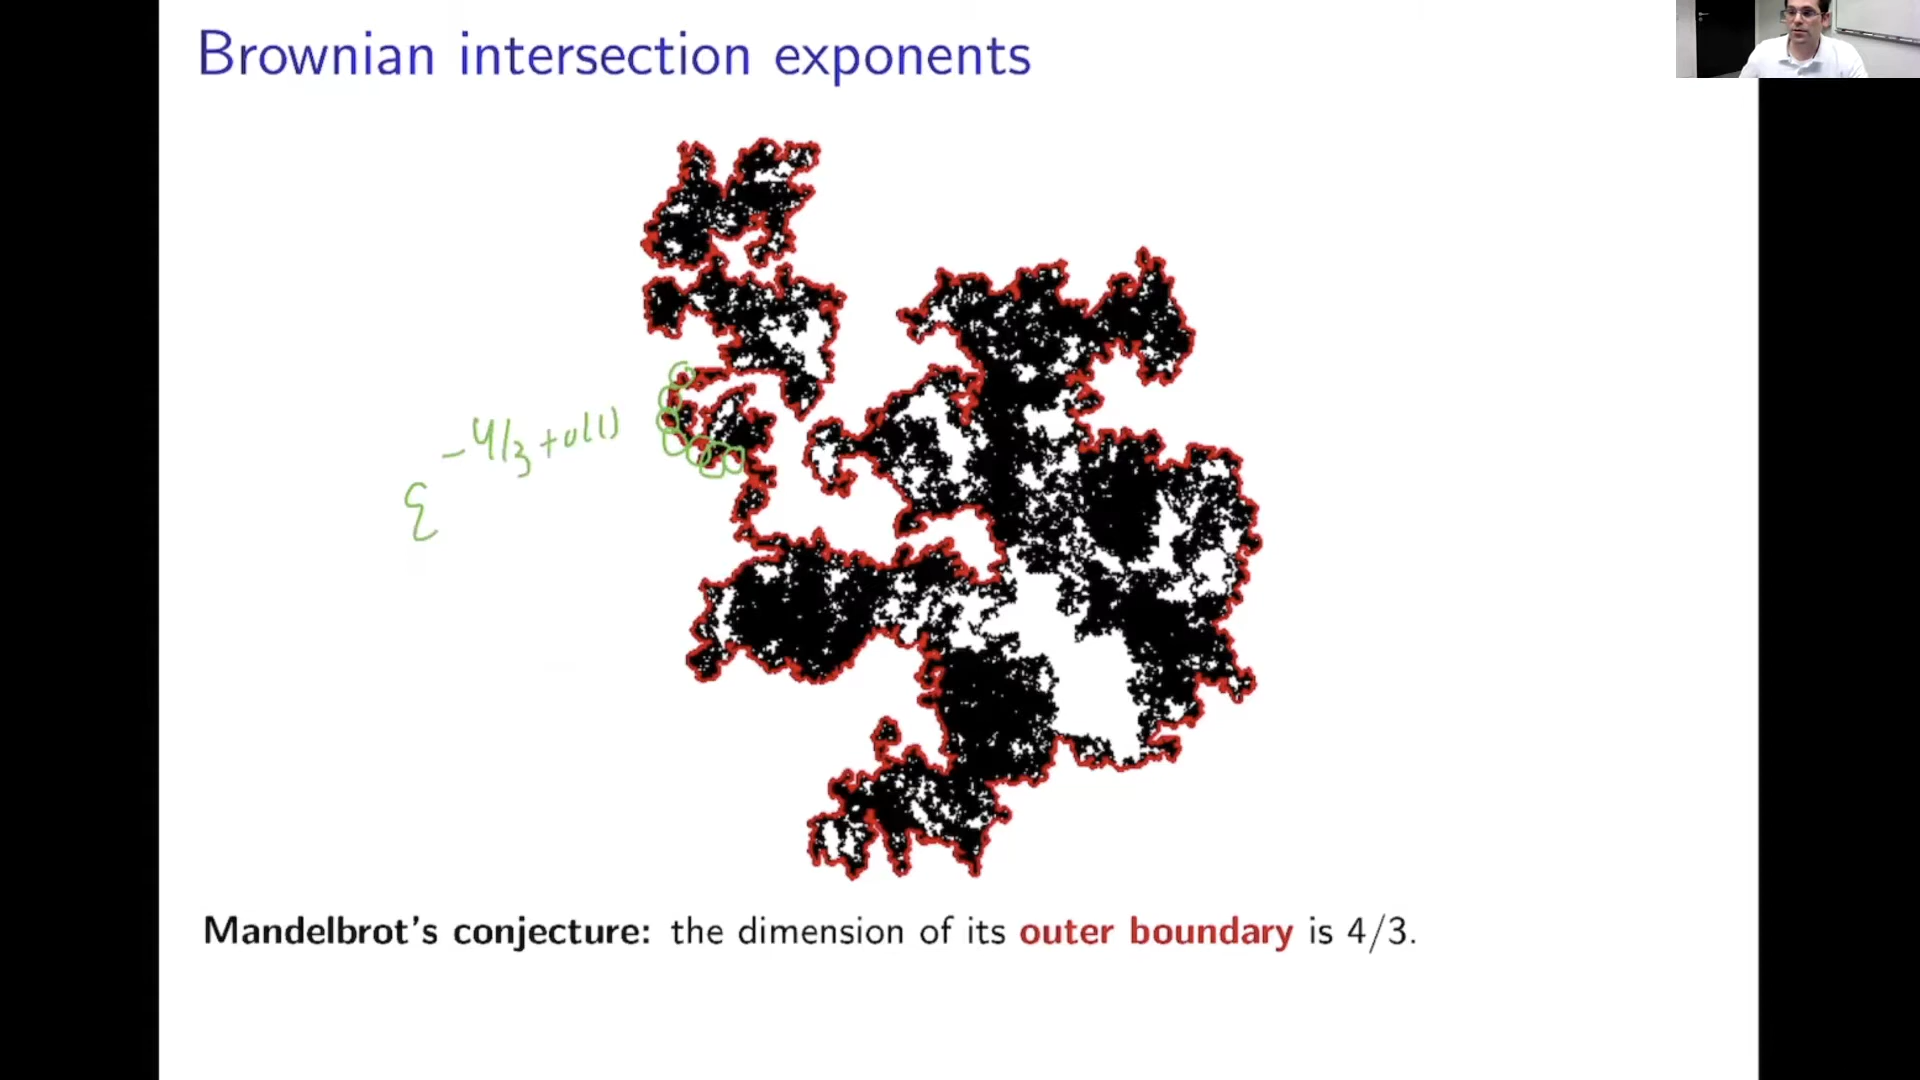 Brownian intersection exponents
ε^{-4/3+o(1)}
Mandelbrot's conjecture: the dimension of its outer boundary is 4/3.